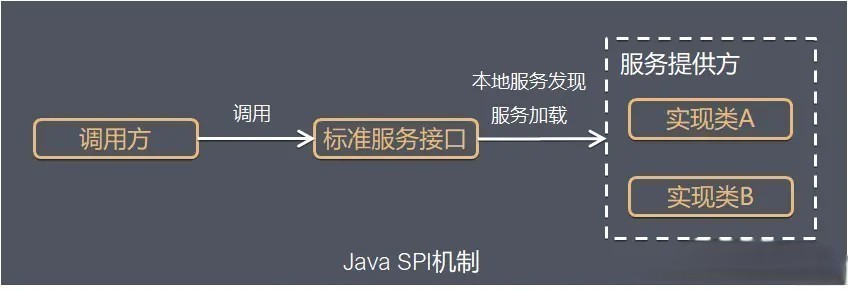 服务提供方
本地服务发现
调用
服务加载
实现类A
调用方
标准服务接口
实现类B
Java SPI机制